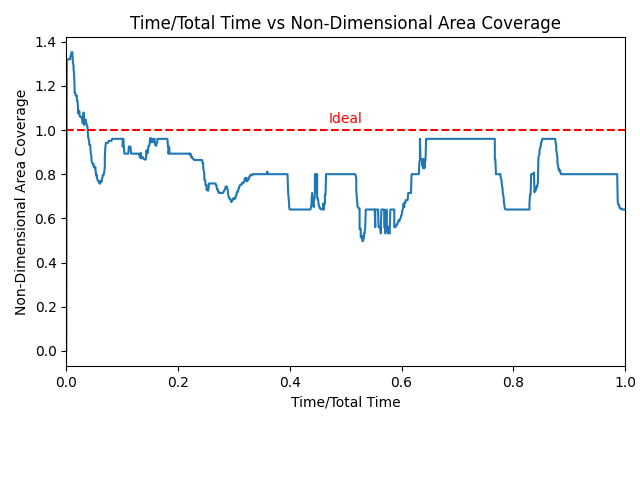 Time/Total Time vs Non-Dimensional Area Coverage
1.4
1.2
1.0
0.8
0.6
0.4
0.2
0.0
Non-Dimensional Area Coverage
Ideal
0.0 0.2 0.4 0.6 0.8 1.0
Time/Total Time